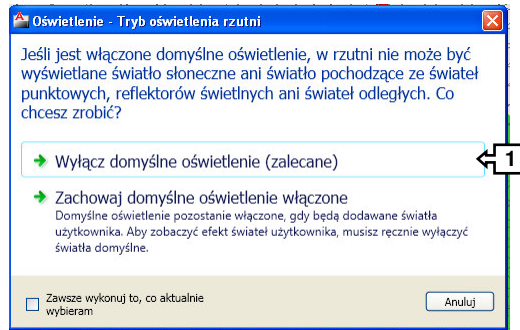 Oświetlenie - Tryb oświetlenia rzutni
Jeśli jest włączone domyślne oświetlenie, w rzutni nie może być
wyświetlane światło słoneczne ani światło pochodzące ze świateł
punktowych, reflektorów świetlnych ani świateł odległych. Co
chcesz zrobić?
Wyłącz domyślne oświetlenie (zalecane)
1
Zachowaj domyślne oświetlenie włączone
Domyślne oświetlenie pozostanie włączone, gdy będą dodawane światła
użytkownika. Aby zobaczyć efekt świateł użytkownika, musisz ręcznie wyłączyć
światła domyślne.
Zawsze wykonuj to, co aktualnie
wybieram
Anuluj